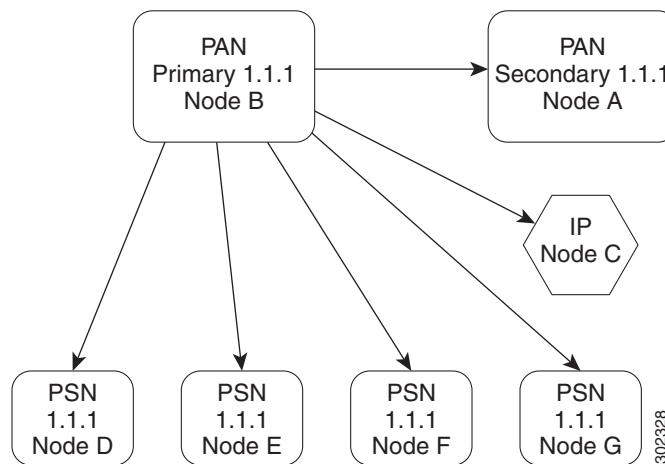 PAN
Primary 1.1.1
Node B
PAN
Secondary 1.1.1
Node A
IP
Node C
PSN
1.1.1
Node D
PSN
1.1.1
Node E
PSN
1.1.1
Node F
PSN
1.1.1
Node G
302328